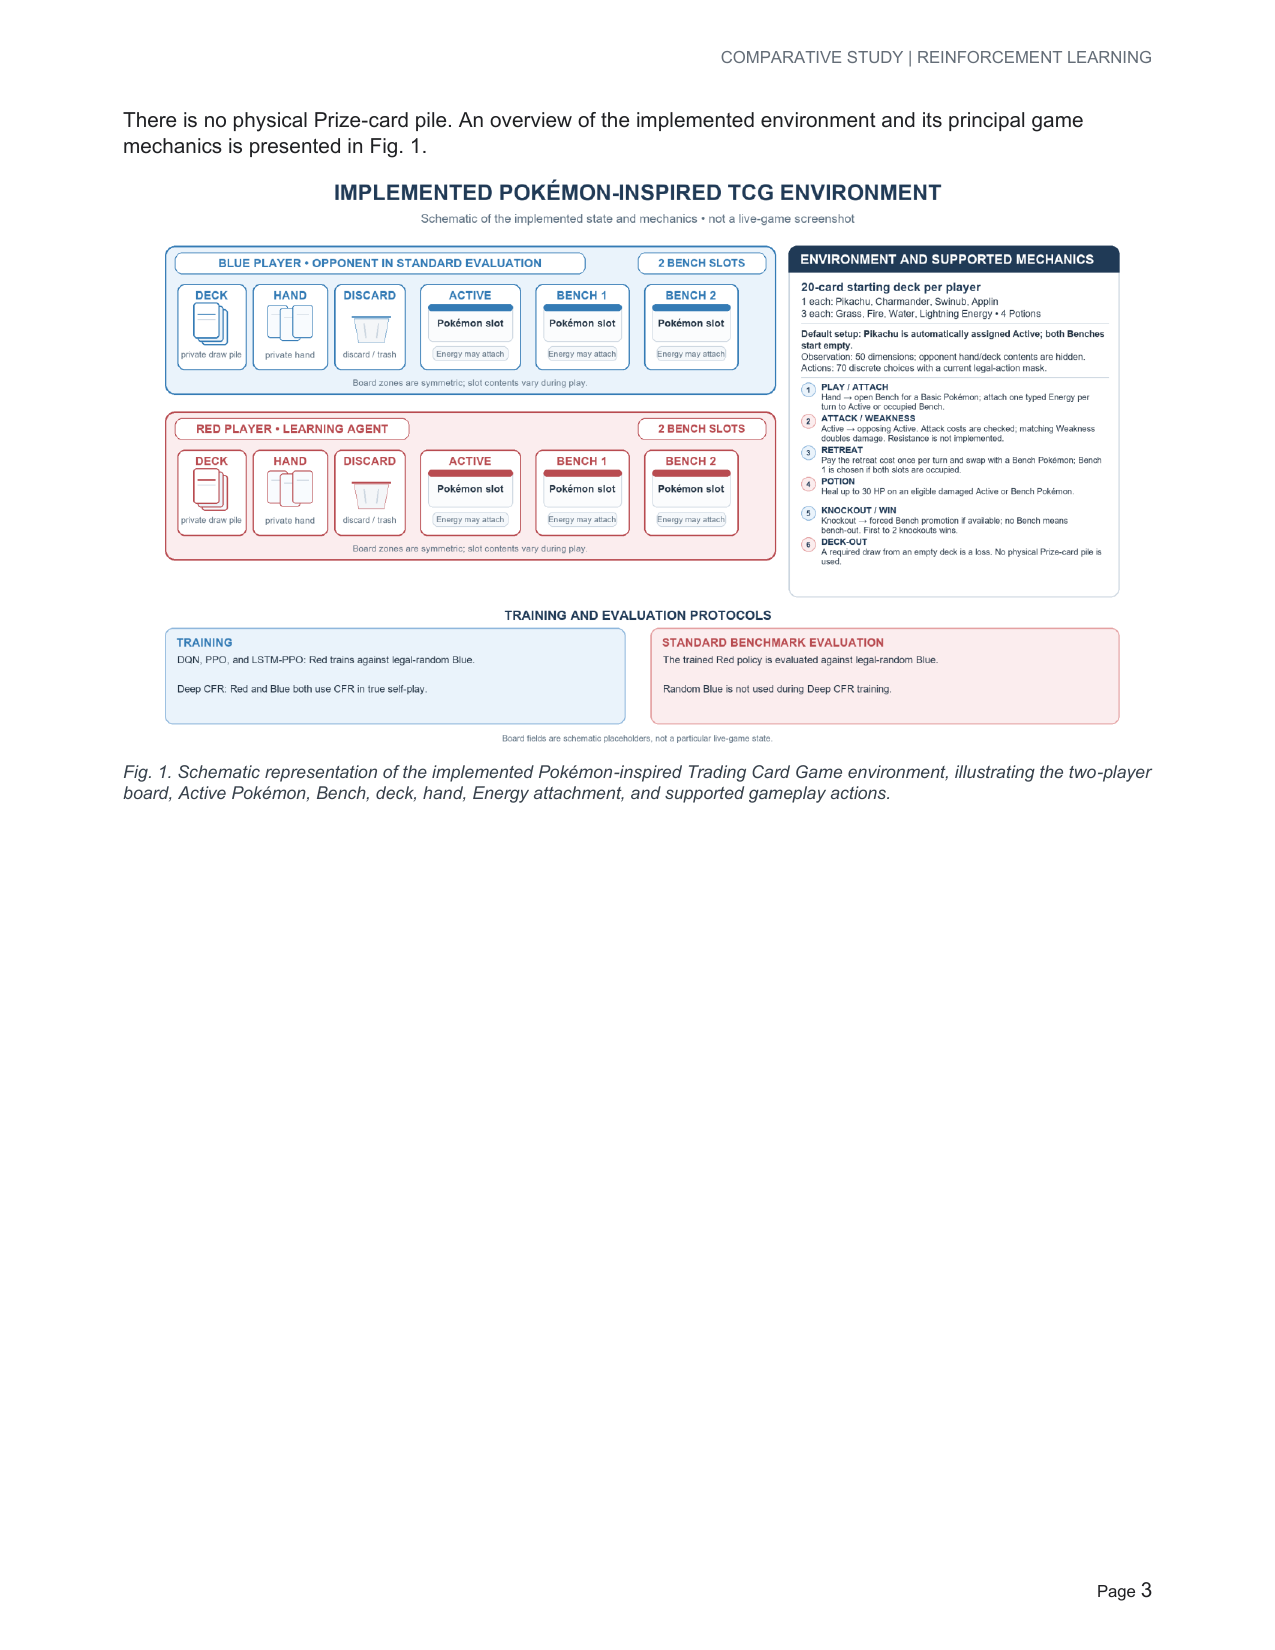 COMPARATIVE STUDY | REINFORCEMENT LEARNING
There is no physical Prize-card pile. An overview of the implemented environment and its principal game
mechanics is presented in Fig. 1.
IMPLEMENTED POKÉMON-INSPIRED TCG ENVIRONMENT
Schematic of the implemented state and mechanics • not a live-game screenshot
BLUE PLAYER • OPPONENT IN STANDARD EVALUATION
2 BENCH SLOTS
DECK
private draw pile
HAND
private hand
DISCARD
discard / trash
ACTIVE
Pokémon slot
Energy may attach
BENCH 1
Pokémon slot
Energy may attach
BENCH 2
Pokémon slot
Energy may attach
Board zones are symmetric; slot contents vary during play.
RED PLAYER • LEARNING AGENT
2 BENCH SLOTS
DECK
private draw pile
HAND
private hand
DISCARD
discard / trash
ACTIVE
Pokémon slot
Energy may attach
BENCH 1
Pokémon slot
Energy may attach
BENCH 2
Pokémon slot
Energy may attach
Board zones are symmetric; slot contents vary during play.
ENVIRONMENT AND SUPPORTED MECHANICS
20-card starting deck per player
1 each: Pikachu, Charmander, Swinub, Applin
3 each: Grass, Fire, Water, Lightning Energy • 4 Potions
Default setup: Pikachu is automatically assigned Active; both Benches
start empty.
Observation: 50 dimensions; opponent hand/deck contents are hidden.
Actions: 70 discrete choices with a current legal-action mask.
1 PLAY / ATTACH
Hand → open Bench for a Basic Pokémon; attach one typed Energy per
turn to Active or occupied Bench.
2 ATTACK / WEAKNESS
Active → opposing Active. Attack costs are checked; matching Weakness
doubles damage. Resistance is not implemented.
3 RETREAT
Pay the retreat cost once per turn and swap with a Bench Pokémon; Bench
1 is chosen if both slots are occupied.
4 POTION
Heal up to 30 HP on an eligible damaged Active or Bench Pokémon.
5 KNOCKOUT / WIN
Knockout → forced Bench promotion if available; no Bench means
bench-out. First to 2 knockouts wins.
6 DECK-OUT
A required draw from an empty deck is a loss. No physical Prize-card pile is
used.
TRAINING AND EVALUATION PROTOCOLS
TRAINING
DQN, PPO, and LSTM-PPO: Red trains against legal-random Blue.
Deep CFR: Red and Blue both use CFR in true self-play.
STANDARD BENCHMARK EVALUATION
The trained Red policy is evaluated against legal-random Blue.
Random Blue is not used during Deep CFR training.
Board fields are schematic placeholders, not a particular live-game state.
Fig. 1. Schematic representation of the implemented Pokémon-inspired Trading Card Game environment, illustrating the two-player
board, Active Pokémon, Bench, deck, hand, Energy attachment, and supported gameplay actions.
Page 3